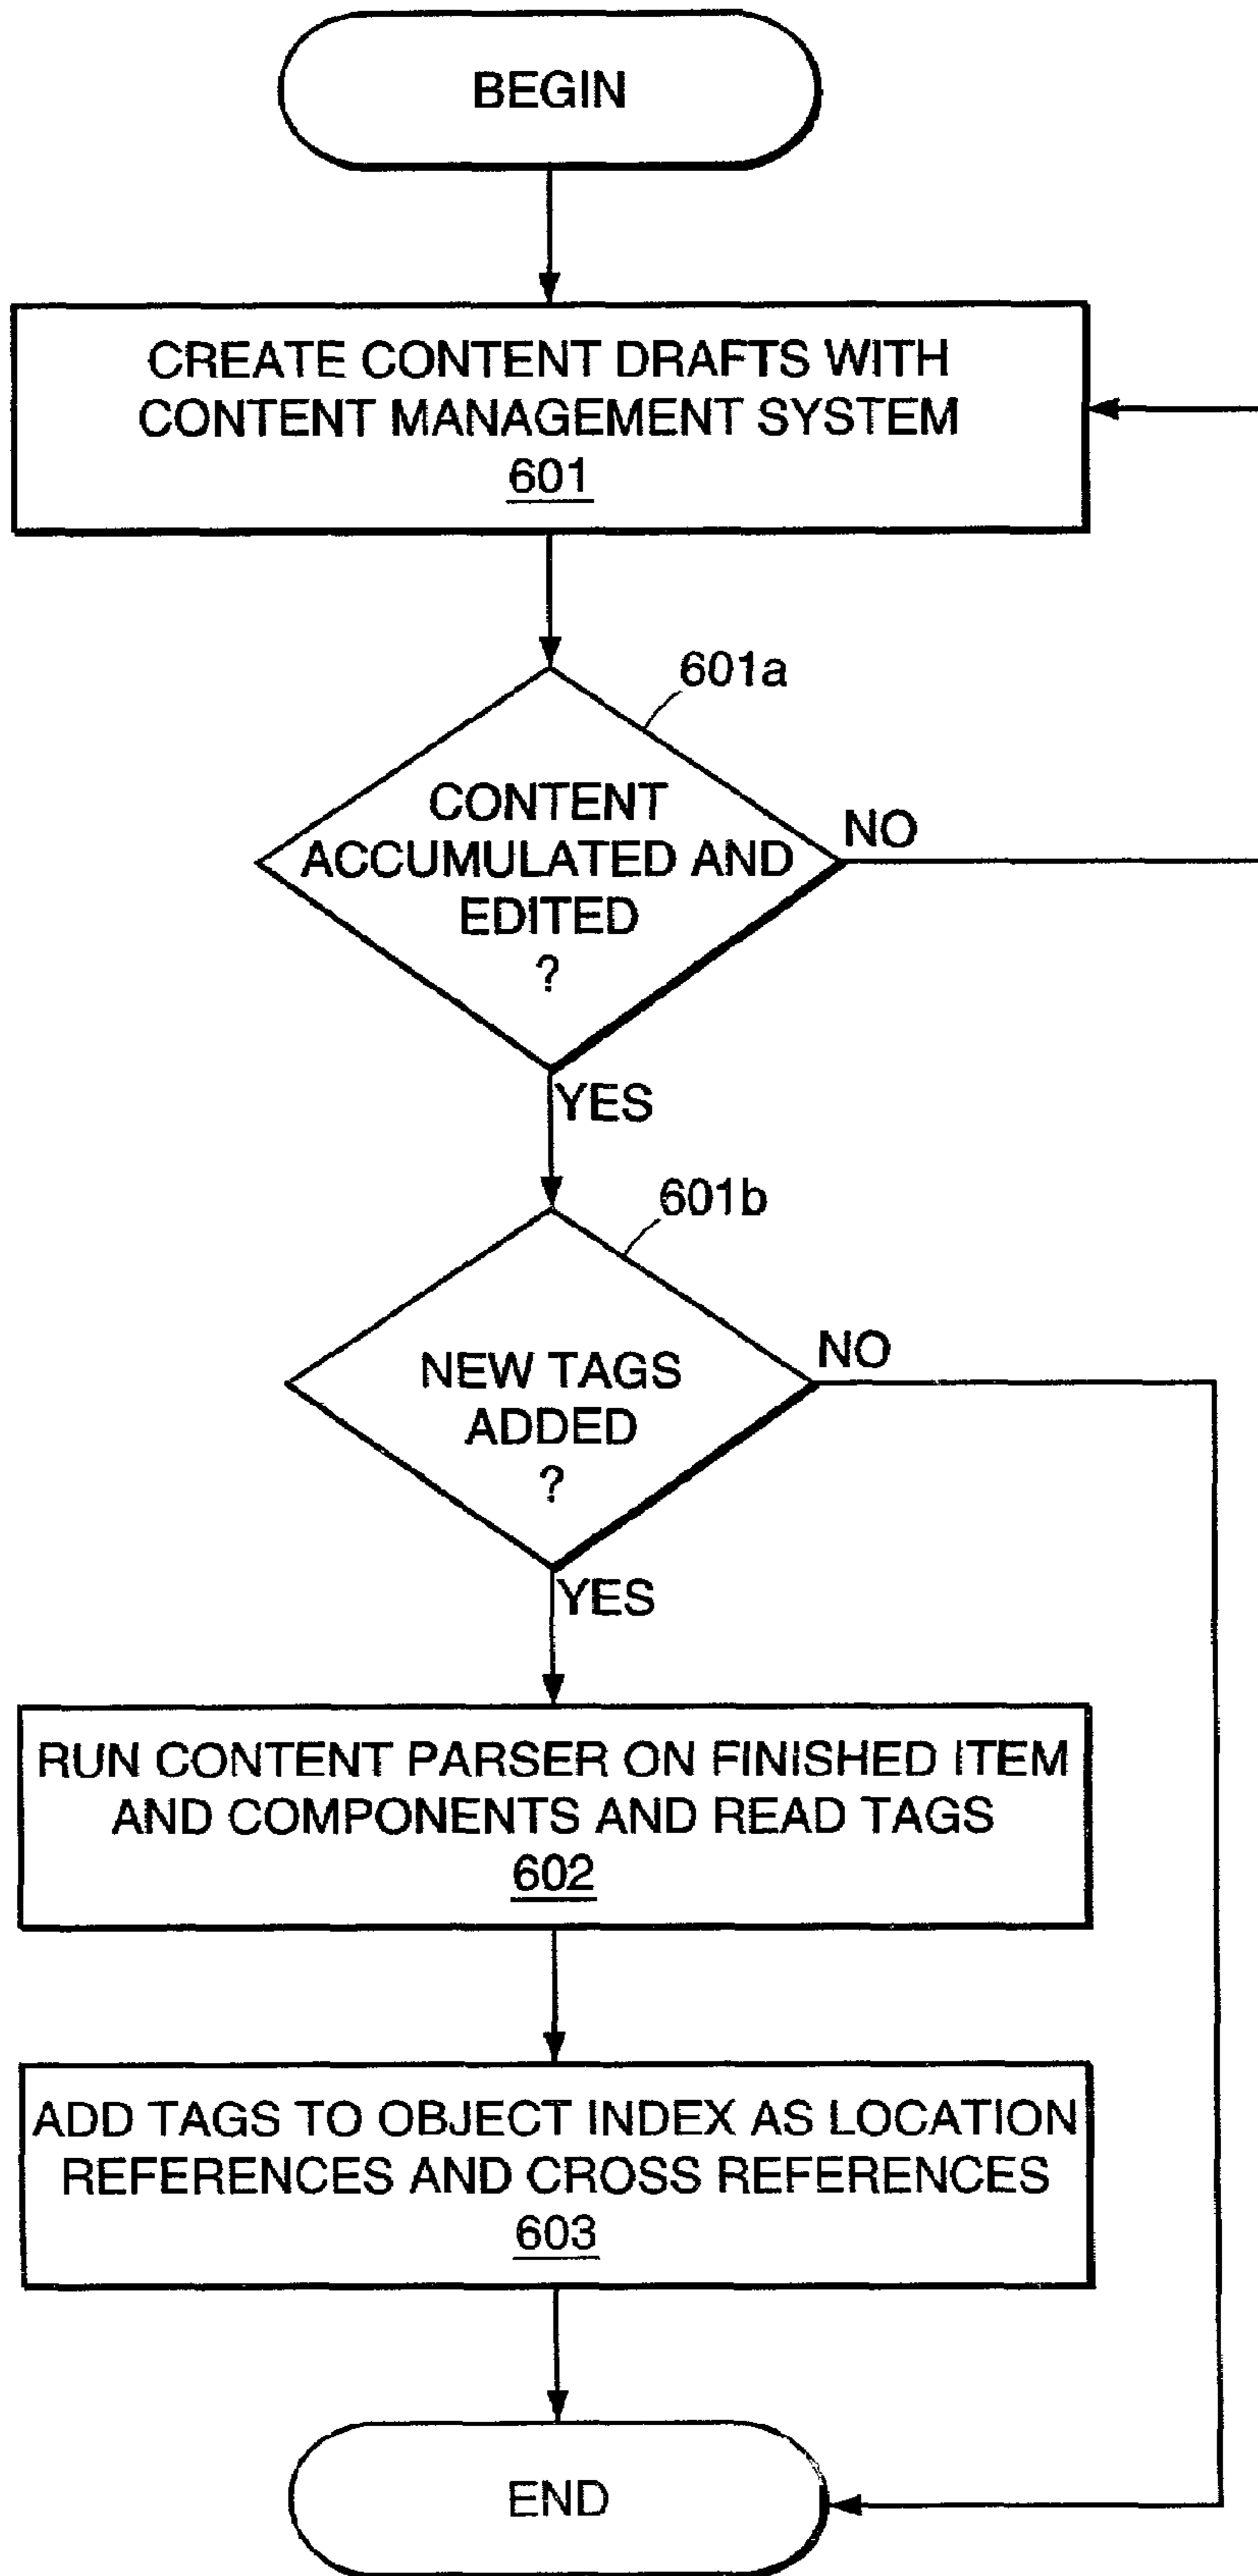 BEGIN
CREATE CONTENT DRAFTS WITH
CONTENT MANAGEMENT SYSTEM
601
601a
CONTENT
ACCUMULATED AND
EDITED
?
NO
YES
601b
NEW TAGS
ADDED
?
NO
YES
RUN CONTENT PARSER ON FINISHED ITEM
AND COMPONENTS AND READ TAGS
602
ADD TAGS TO OBJECT INDEX AS LOCATION
REFERENCES AND CROSS REFERENCES
603
END